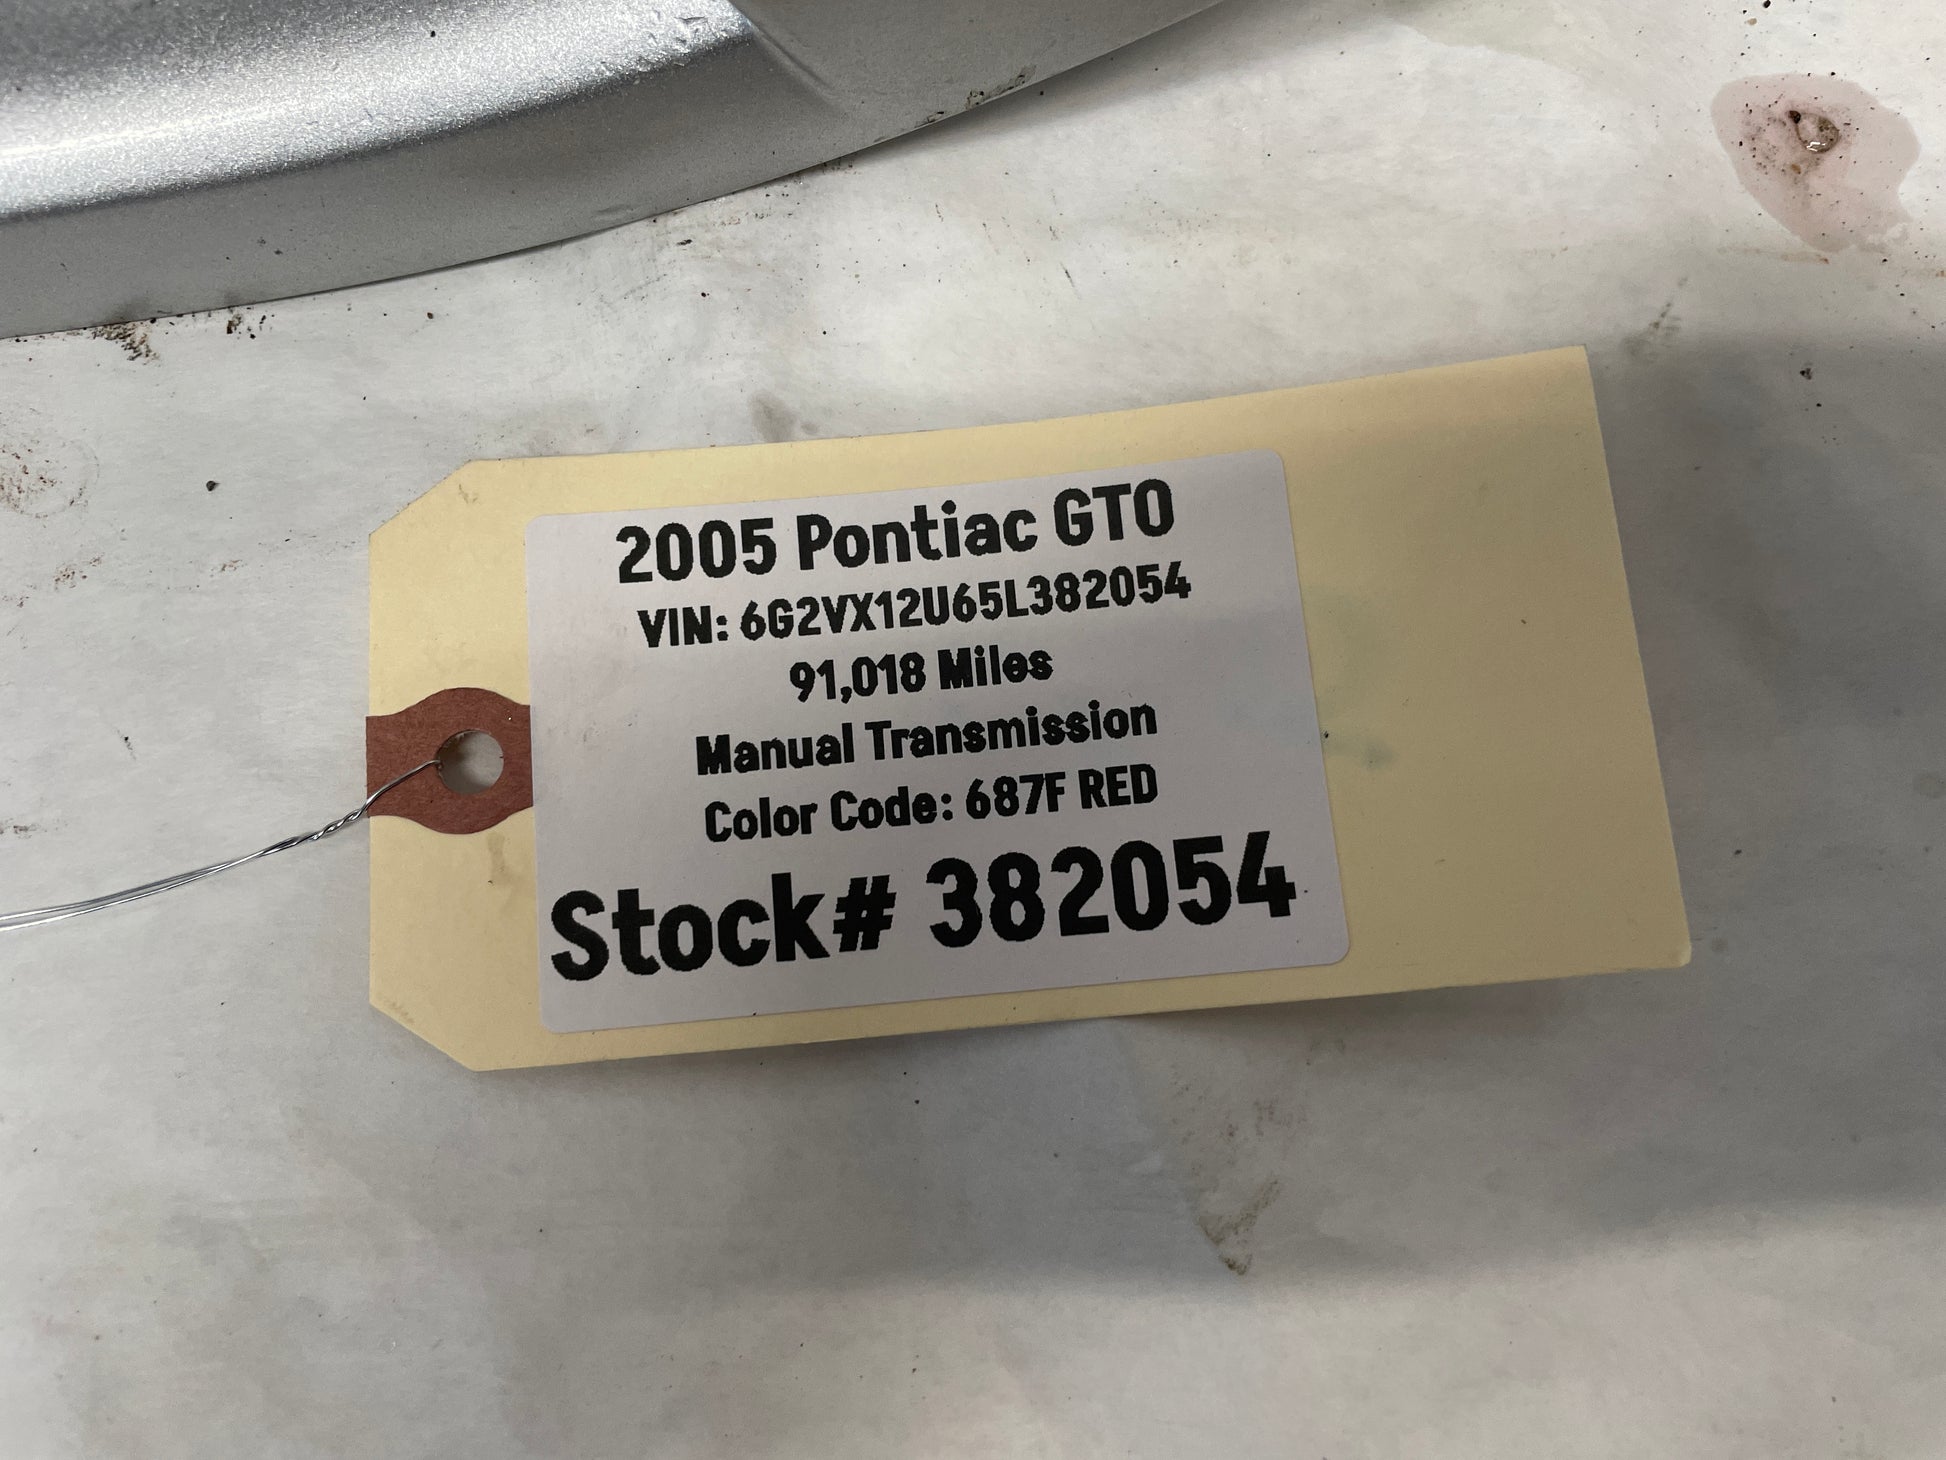 2005 Pontiac GTO
VIN: 6G2VX12U65L382054
91,018 Miles
Manual Transmission
Color Code: 687F RED
Stock# 382054